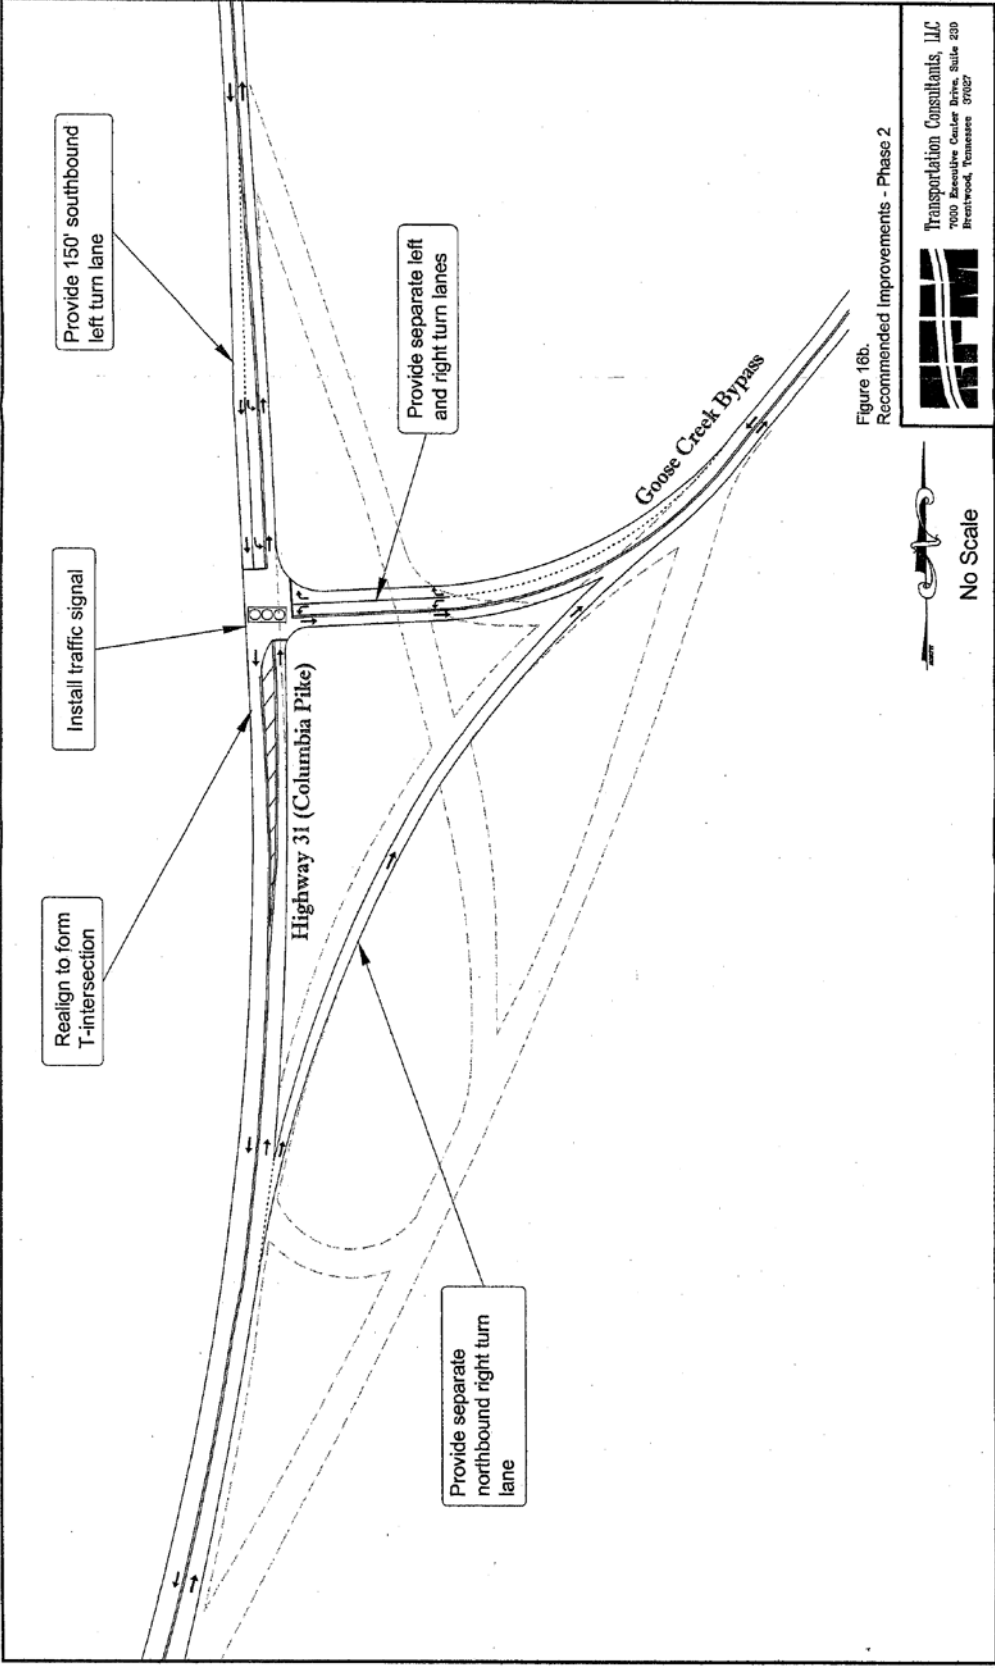 Provide 150' southbound
left turn lane
Install traffic signal
Realign to form
T-intersection
Provide separate left
and right turn lanes
Highway 31 (Columbia Pike)
Goose Creek Bypass
Provide separate
northbound right turn
lane
Figure 16b.
Recommended Improvements - Phase 2
No Scale
Transportation Consultants, LLC
7000 Executive Center Drive, Suite 230
Brentwood, Tennessee 37027